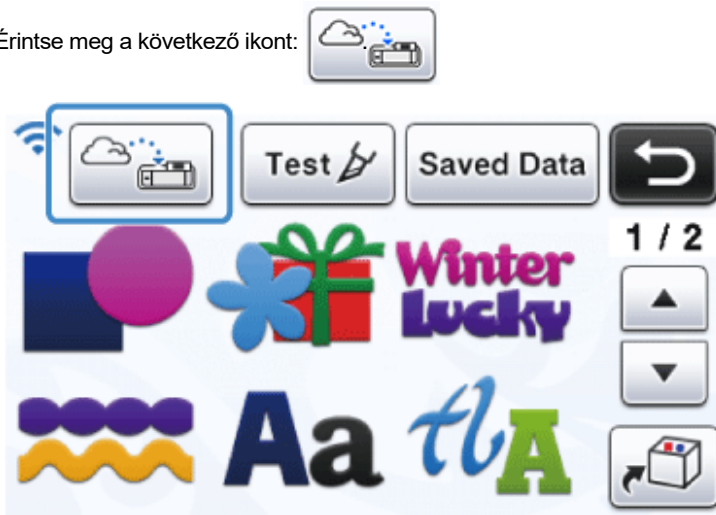 Érintse meg a következő ikont:
Test
Saved Data
1 / 2
Winter
Lucky
Aa
tlA